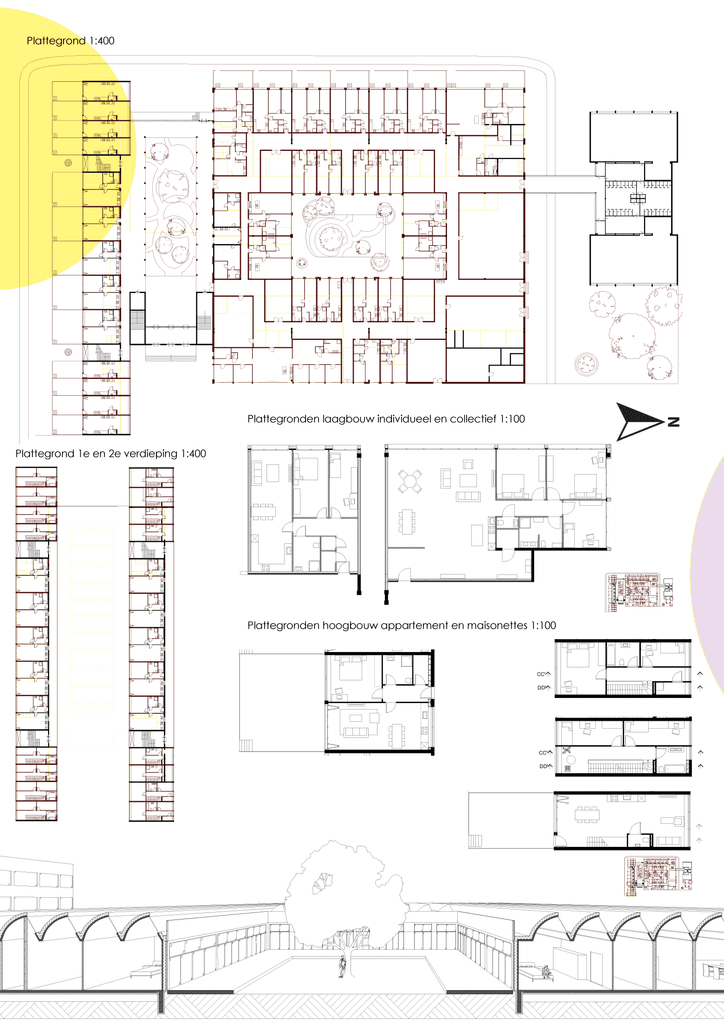 Plattegrond 1:400
Plattegronden laagbouw individueel en collectief 1:100
N
Plattegrond 1e en 2e verdieping 1:400
Plattegronden hoogbouw appartement en maisonettes 1:100
CC'
DD'
CC'
DD'